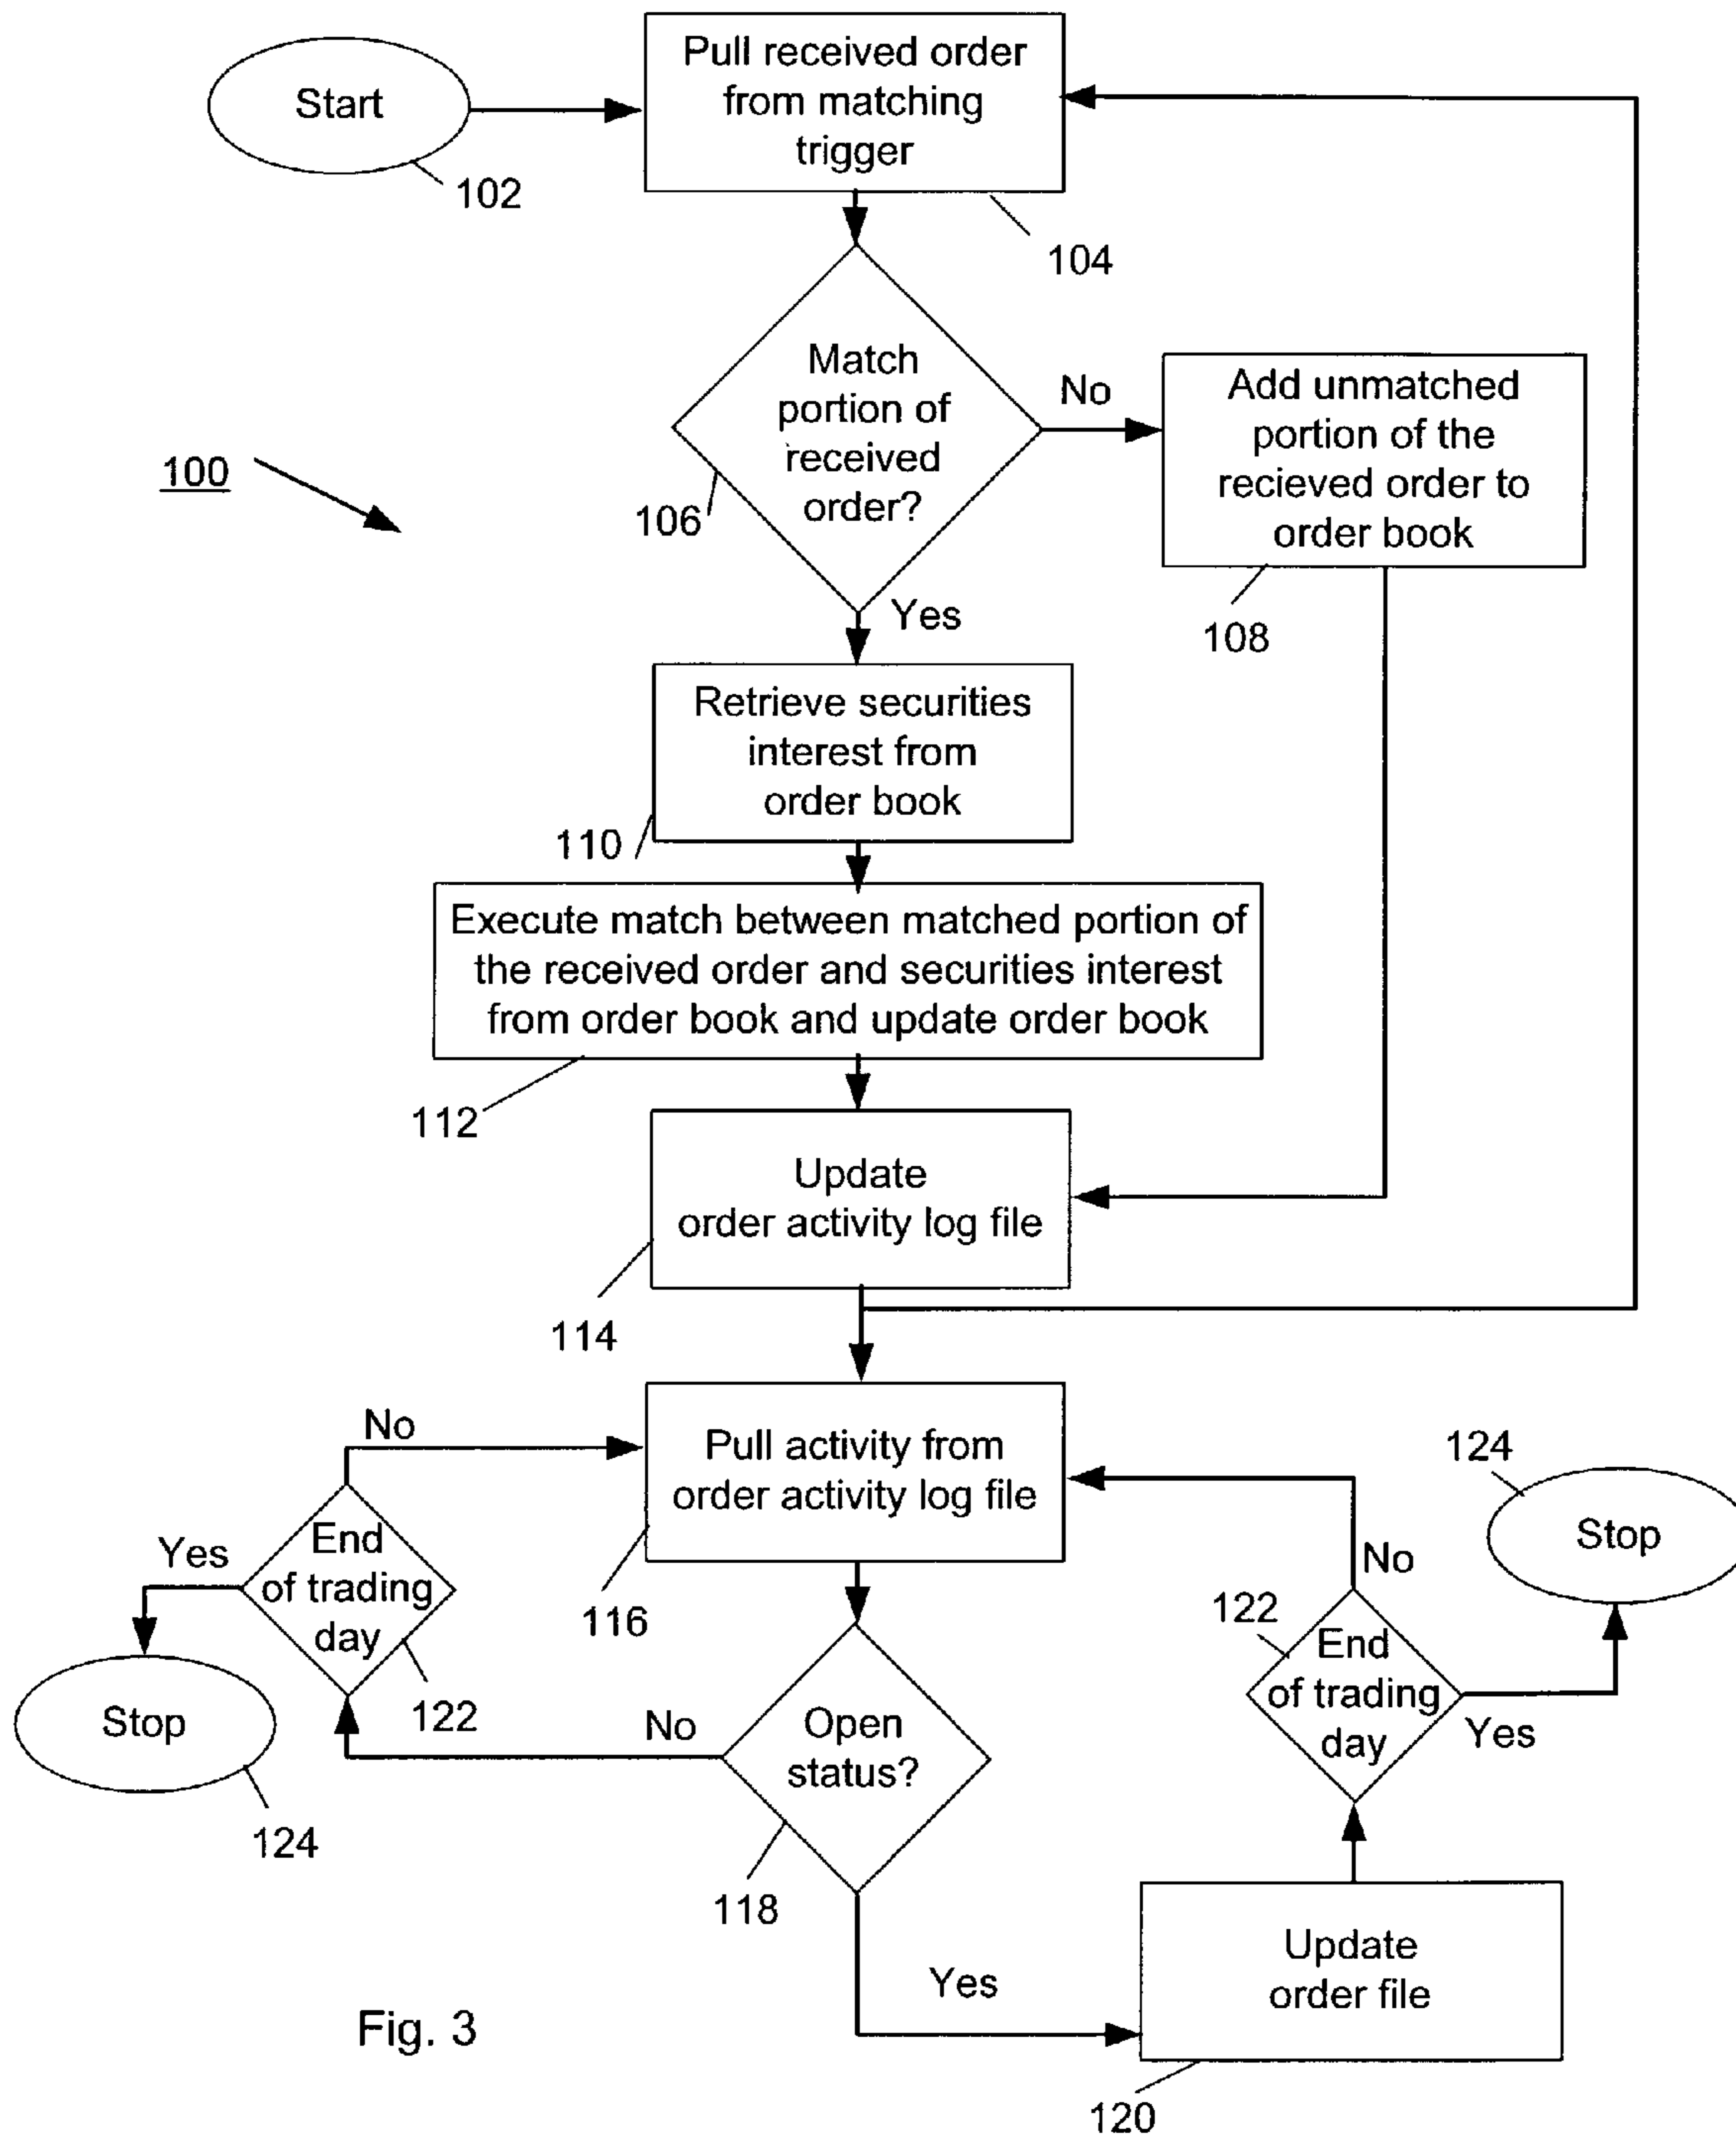 Start
102
Pull received order
from matching
trigger
104
Match
portion of
received
order?
106
No
Add unmatched
portion of the
recieved order to
order book
108
100
Yes
Retrieve securities
interest from
order book
110
Execute match between matched portion of
the received order and securities interest
from order book and update order book
112
Update
order activity log file
114
No
Pull activity from
order activity log file
116
124
Stop
Yes
End
of trading
day
122
Stop
124
No
Open
status?
118
No
122
End
of trading
day
Yes
Yes
Update
order file
120
Fig. 3